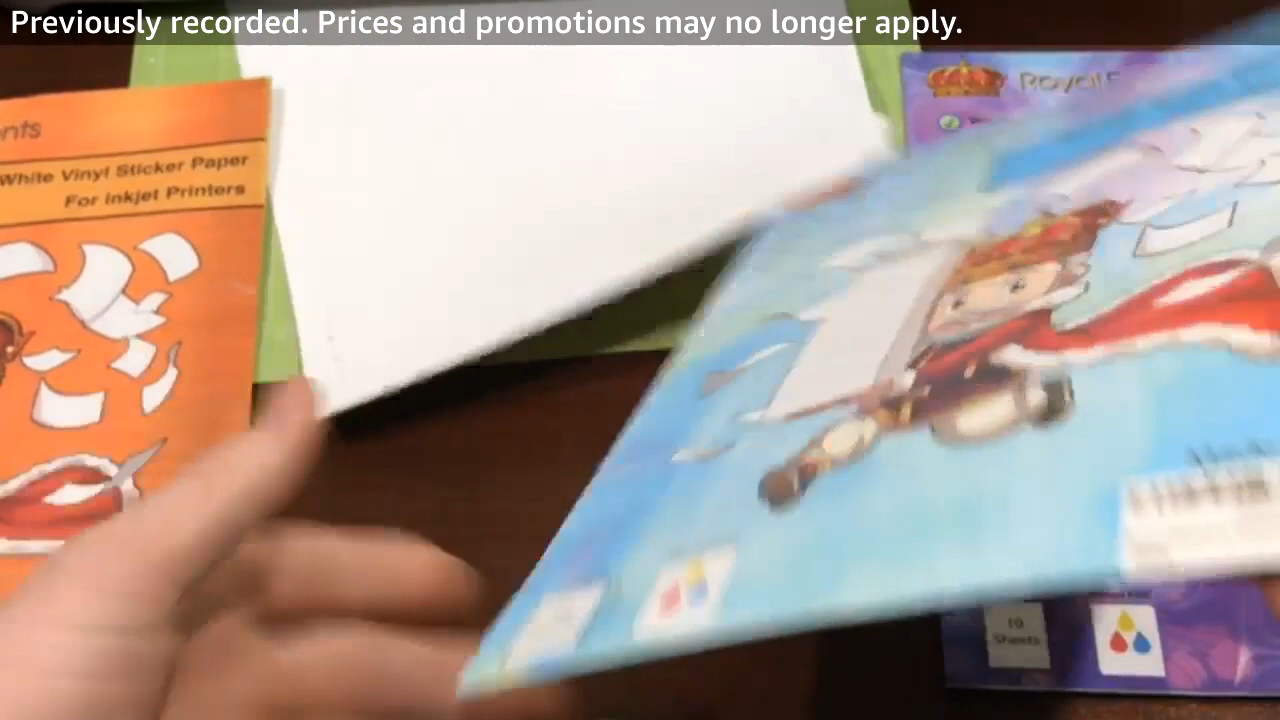 Previously recorded. Prices and promotions may no longer apply.
White Vinyl Sticker Paper
For Inkjet Printers
Royal
10
Sheets